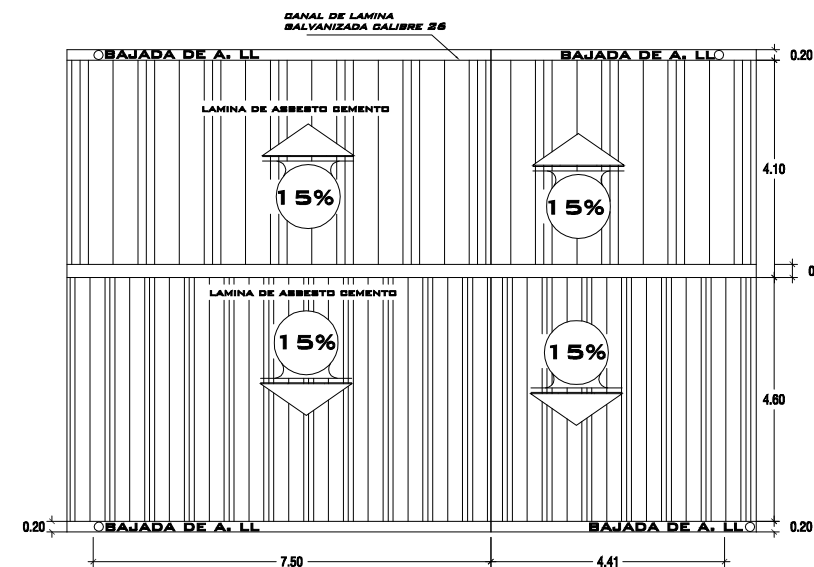 CANAL DE LAMINA
GALVANIZADA CALIBRE 26
BAJADA DE A. LL
BAJADA DE A. LL
0.20
LAMINA DE ASBESTO CEMENTO
4.10
15%
15%
0
LAMINA DE ASBESTO CEMENTO
15%
15%
4.60
0.20
BAJADA DE A. LL
BAJADA DE A. LL
0.20
7.50
4.41